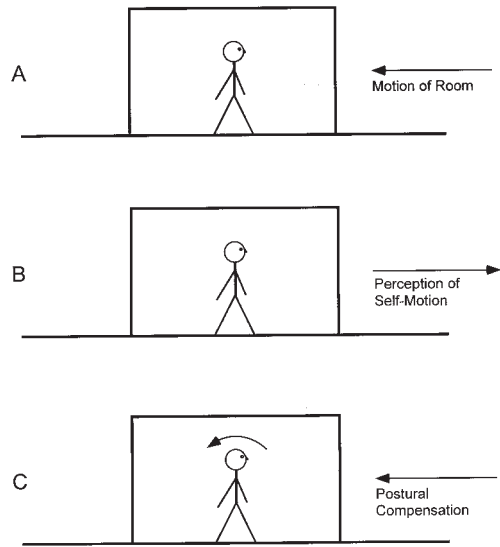 A
Motion of Room
B
Perception of
Self-Motion
C
Postural
Compensation